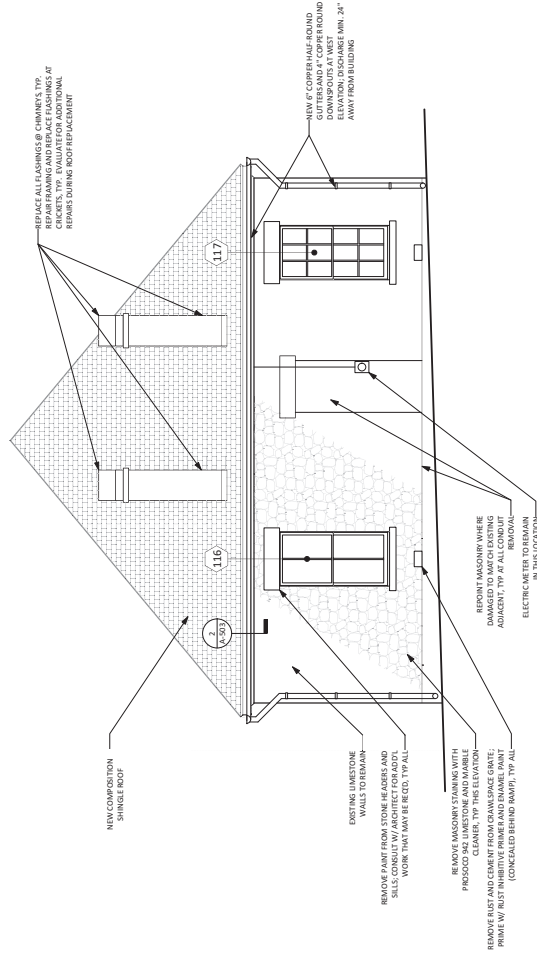 REPLACE ALL FLASHINGS @ CHIMNEYS, TYP.
REPAIR FRAMING AND REPLACE FLASHINGS AT
CRICKETS, TYP.  EVALUATE FOR ADDITIONAL
REPAIRS DURING ROOF REPLACEMENT
NEW 6" COPPER HALF-ROUND
GUTTERS AND 4" COPPER ROUND
DOWNSPOUTS AT WEST
ELEVATION; DISCHARGE MIN. 24"
AWAY FROM BUILDING
117
116
2
A-503
NEW COMPOSITION
SHINGLE ROOF
EXISTING LIMESTONE
WALLS TO REMAIN
REMOVE PAINT FROM STONE HEADERS AND
SILLS; CONSULT W/ ARCHITECT FOR ADD'L
WORK THAT MAY BE REQ'D, TYP ALL
REMOVE MASONRY STAINING WITH
PROSOCO 942 LIMESTONE AND MARBLE
CLEANER, TYP THIS ELEVATION
REMOVE RUST AND CEMENT FROM CRAWLSPACE GRATE;
PRIME W/ RUST INHIBITIVE PRIMER AND ENAMEL PAINT
(CONCEALED BEHIND RAMP), TYP ALL
REPOINT MASONRY WHERE
DAMAGED TO MATCH EXISTING
ADJACENT, TYP AT ALL CONDUIT
REMOVAL
ELECTRIC METER TO REMAIN
IN THIS LOCATION